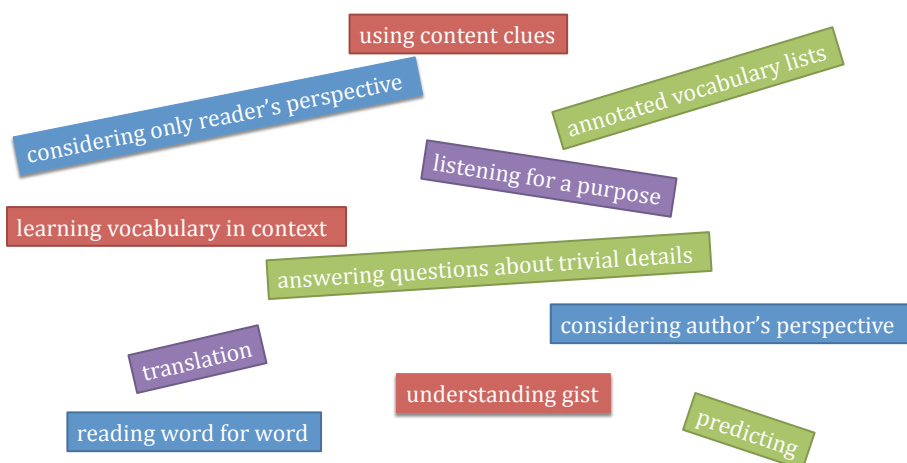 using content clues
considering only reader's perspective
annotated vocabulary lists
listening for a purpose
learning vocabulary in context
answering questions about trivial details
considering author's perspective
translation
understanding gist
reading word for word
predicting